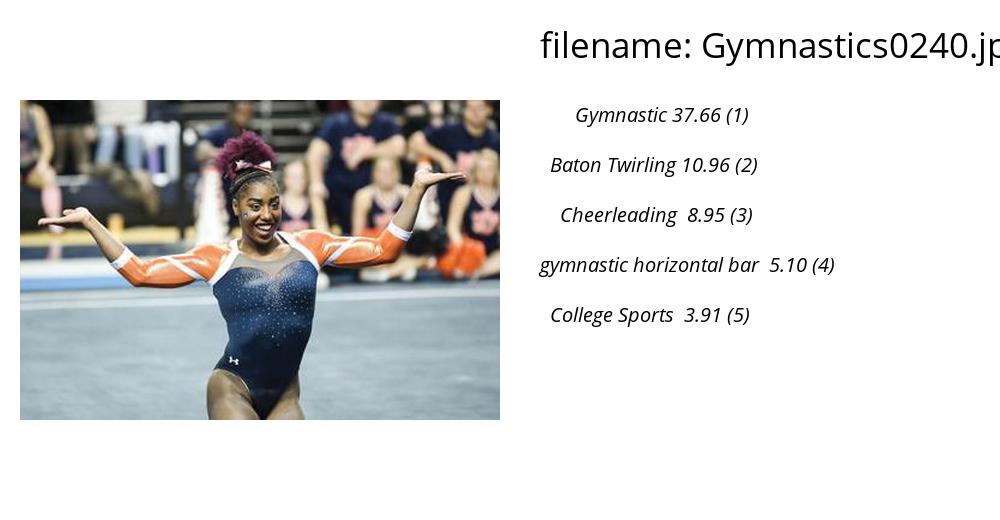 filename: Gymnastics0240.jp
Gymnastic 37.66 (1)
Baton Twirling 10.96 (2)
Cheerleading 8.95 (3)
gymnastic horizontal bar 5.10 (4)
College Sports 3.91 (5)